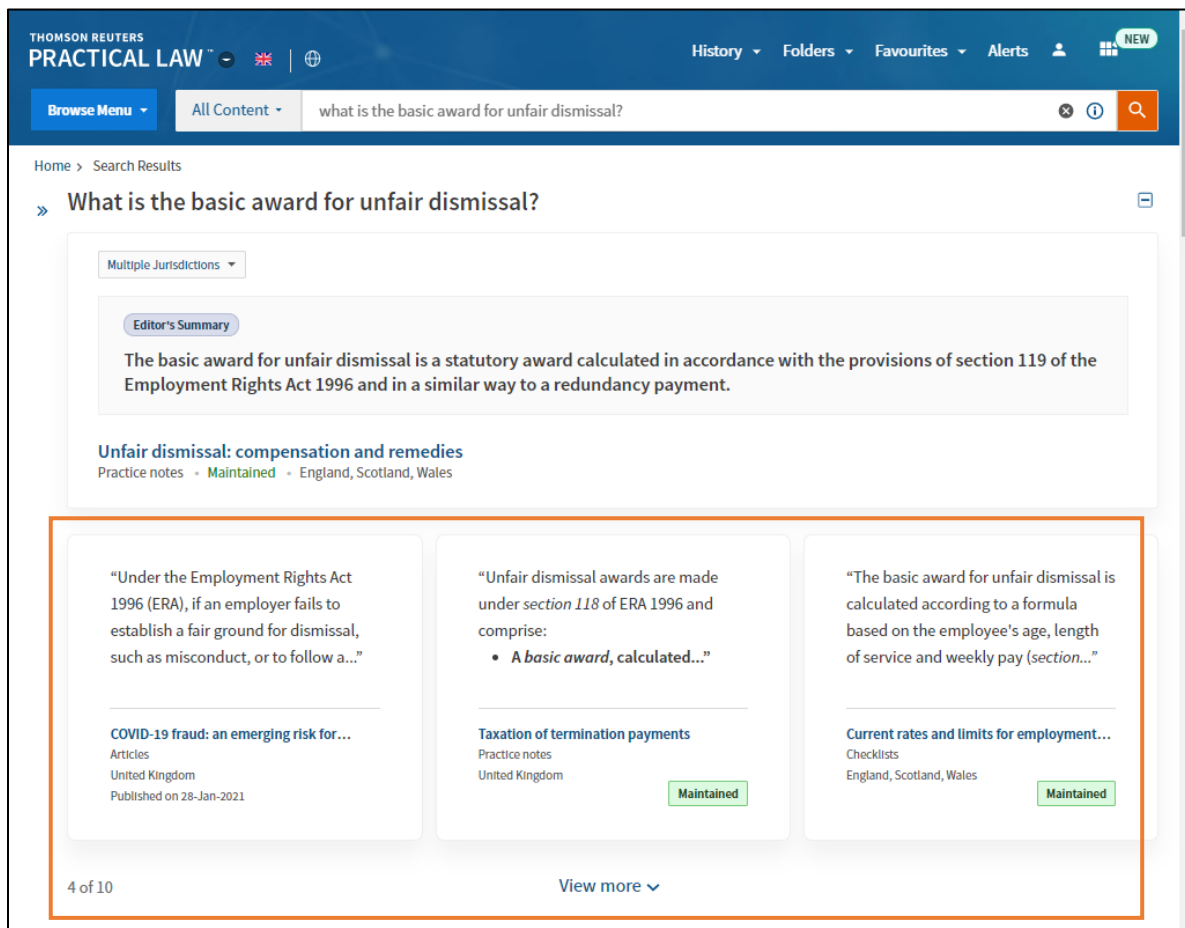 THOMSON REUTERS
PRACTICAL LAW™
History Folders Favourites Alerts NEW
Browse Menu All Content what is the basic award for unfair dismissal?
Home > Search Results
» What is the basic award for unfair dismissal?
Multiple Jurisdictions
Editor's Summary
The basic award for unfair dismissal is a statutory award calculated in accordance with the provisions of section 119 of the
Employment Rights Act 1996 and in a similar way to a redundancy payment.
Unfair dismissal: compensation and remedies
Practice notes • Maintained • England, Scotland, Wales
“Under the Employment Rights Act
1996 (ERA), if an employer fails to
establish a fair ground for dismissal,
such as misconduct, or to follow a...”
COVID-19 fraud: an emerging risk for...
Articles
United Kingdom
Published on 28-Jan-2021
“Unfair dismissal awards are made
under section 118 of ERA 1996 and
comprise:
• A basic award, calculated...”
Taxation of termination payments
Practice notes
United Kingdom
Maintained
“The basic award for unfair dismissal is
calculated according to a formula
based on the employee's age, length
of service and weekly pay (section...”
Current rates and limits for employment...
Checklists
England, Scotland, Wales
Maintained
4 of 10
View more